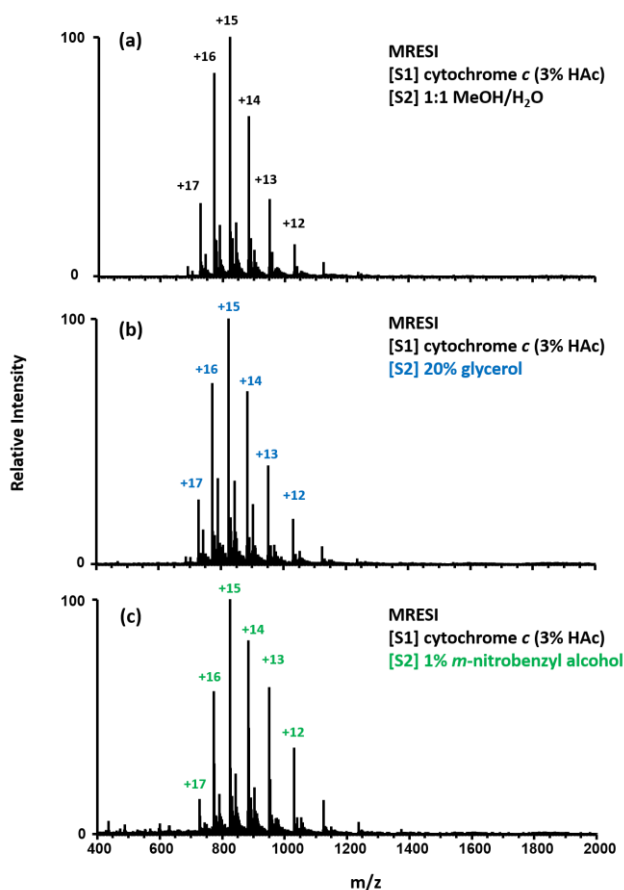 100
(a)
+15
+16
+14
+17
+13
+12
0
MRESI
[S1] cytochrome c (3% HAc)
[S2] 1:1 MeOH/H₂O
100
(b)
+15
+16
+14
+17
+13
+12
0
MRESI
[S1] cytochrome c (3% HAc)
[S2] 20% glycerol
Relative Intensity
100
(c)
+15
+14
+16
+13
+17
+12
0
MRESI
[S1] cytochrome c (3% HAc)
[S2] 1% m-nitrobenzyl alcohol
400 600 800 1000 1200 1400 1600 1800 2000
m/z